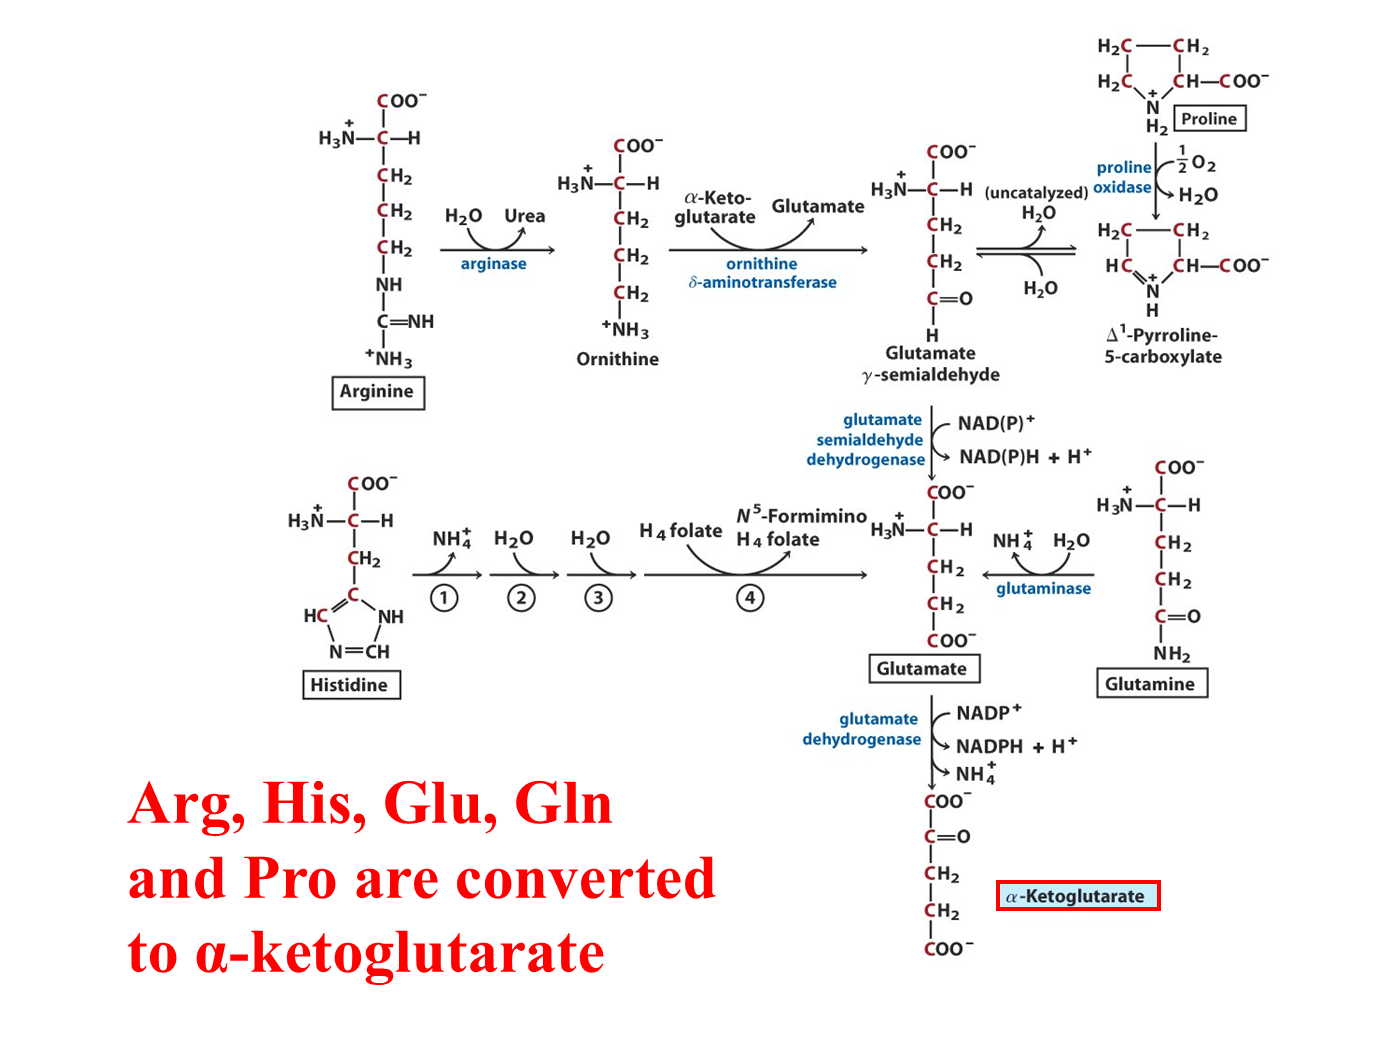 H₂C CH₂
H₂C CH COO⁻
N⁺
H₂
Proline
COO⁻
H₃N⁺ C H
CH₂
CH₂
CH₂
NH
C=NH
⁺NH₃
Arginine
H₂O Urea
arginase
COO⁻
H₃N⁺ C H
CH₂
CH₂
CH₂
⁺NH₃
Ornithine
α-Keto-
glutarate
Glutamate
ornithine
δ-aminotransferase
COO⁻
H₃N⁺ C H
CH₂
CH₂
C=O
H
Glutamate
γ-semialdehyde
(uncatalyzed)
H₂O
H₂O
proline
oxidase
½ O₂
H₂O
H₂C CH₂
HC CH COO⁻
N⁺
H
Δ¹-Pyrroline-
5-carboxylate
glutamate
semialdehyde
dehydrogenase
NAD(P)⁺
NAD(P)H + H⁺
COO⁻
H₃N⁺ C H
CH₂
C
HC NH
N=CH
Histidine
NH₄⁺
1
H₂O
2
H₂O
3
H₄ folate
N⁵-Formimino
H₄ folate
4
COO⁻
H₃N⁺ C H
CH₂
CH₂
COO⁻
Glutamate
NH₄⁺ H₂O
glutaminase
COO⁻
H₃N⁺ C H
CH₂
CH₂
C=O
NH₂
Glutamine
glutamate
dehydrogenase
NADP⁺
NADPH + H⁺
NH₄⁺
COO⁻
C=O
CH₂
CH₂
COO⁻
α-Ketoglutarate
Arg, His, Glu, Gln
and Pro are converted
to α-ketoglutarate